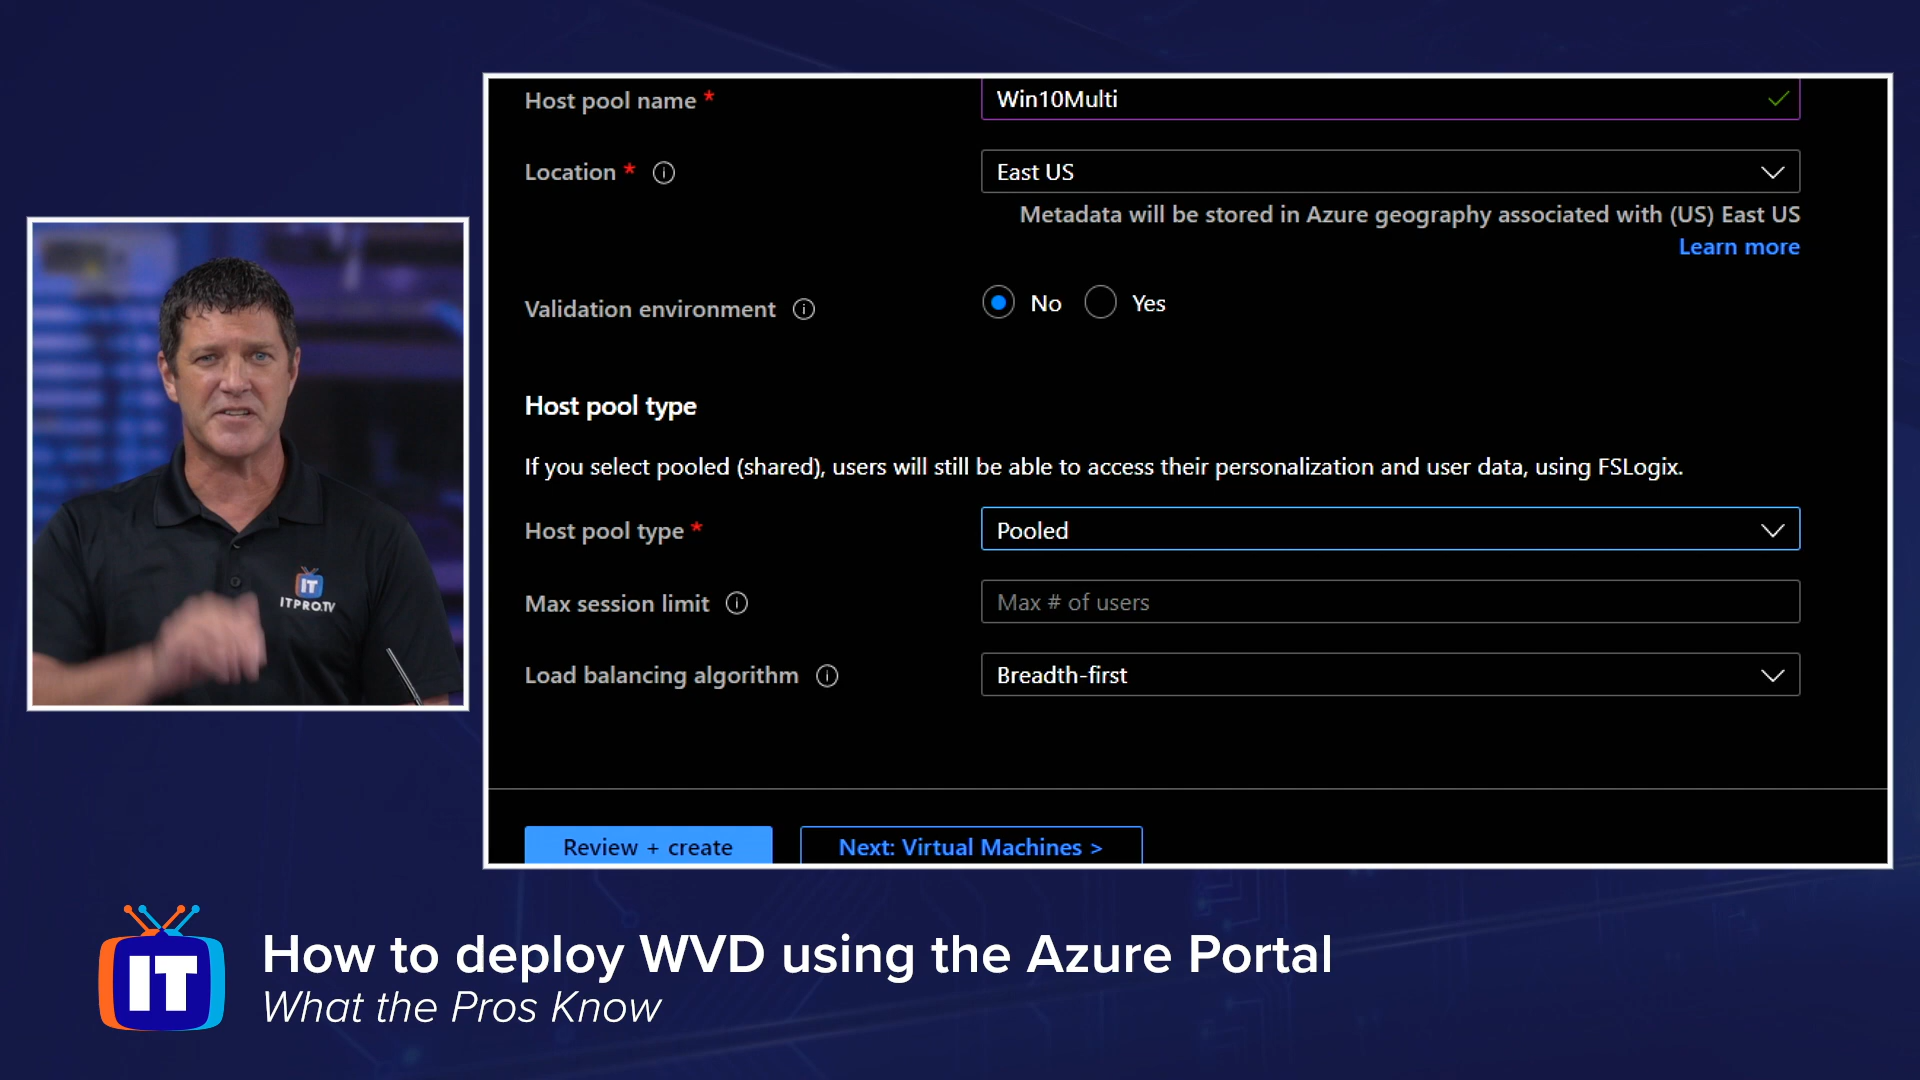 Host pool name *
Win10Multi
Location *
East US
Metadata will be stored in Azure geography associated with (US) East US
Learn more
Validation environment
No
Yes
Host pool type
If you select pooled (shared), users will still be able to access their personalization and user data, using FSLogix.
Host pool type *
Pooled
Max session limit
Max # of users
Load balancing algorithm
Breadth-first
Review + create
Next: Virtual Machines >
IT
ITPRO.TV
IT
How to deploy WVD using the Azure Portal
What the Pros Know